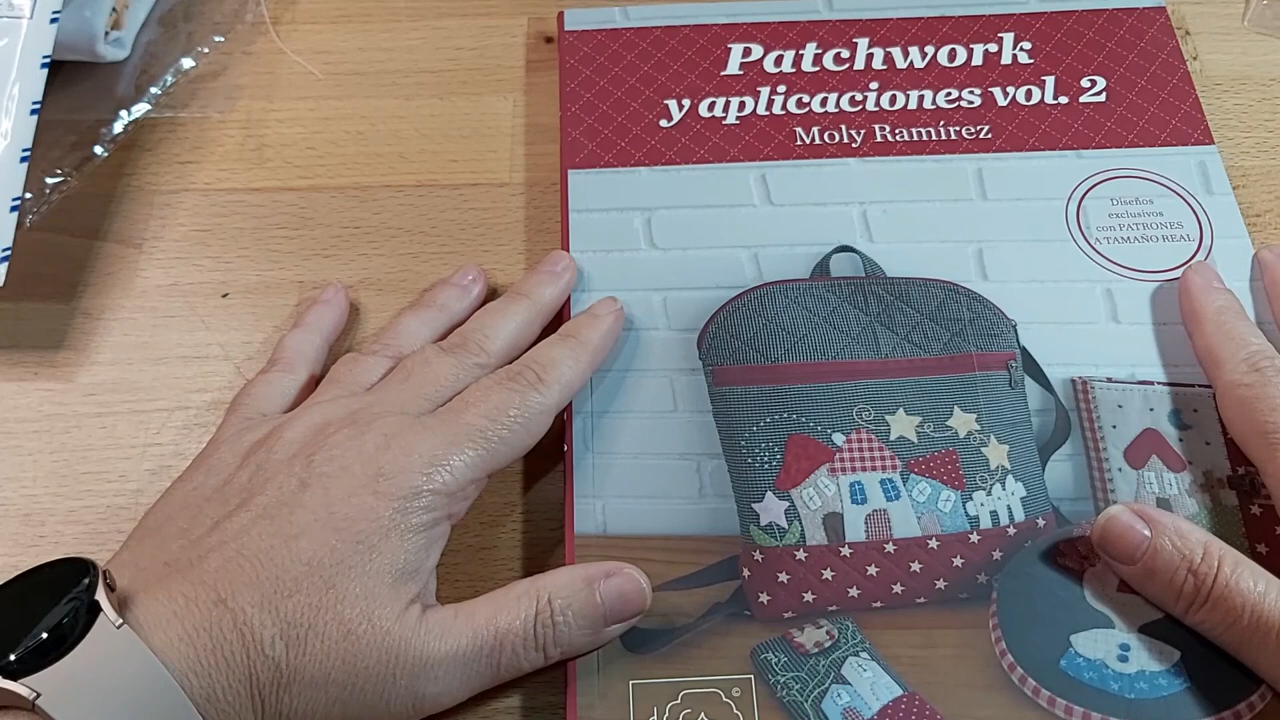 Patchwork
y aplicaciones vol. 2
Moly Ramírez
Diseños
exclusivos
con PATRONES
A TAMAÑO REAL
©